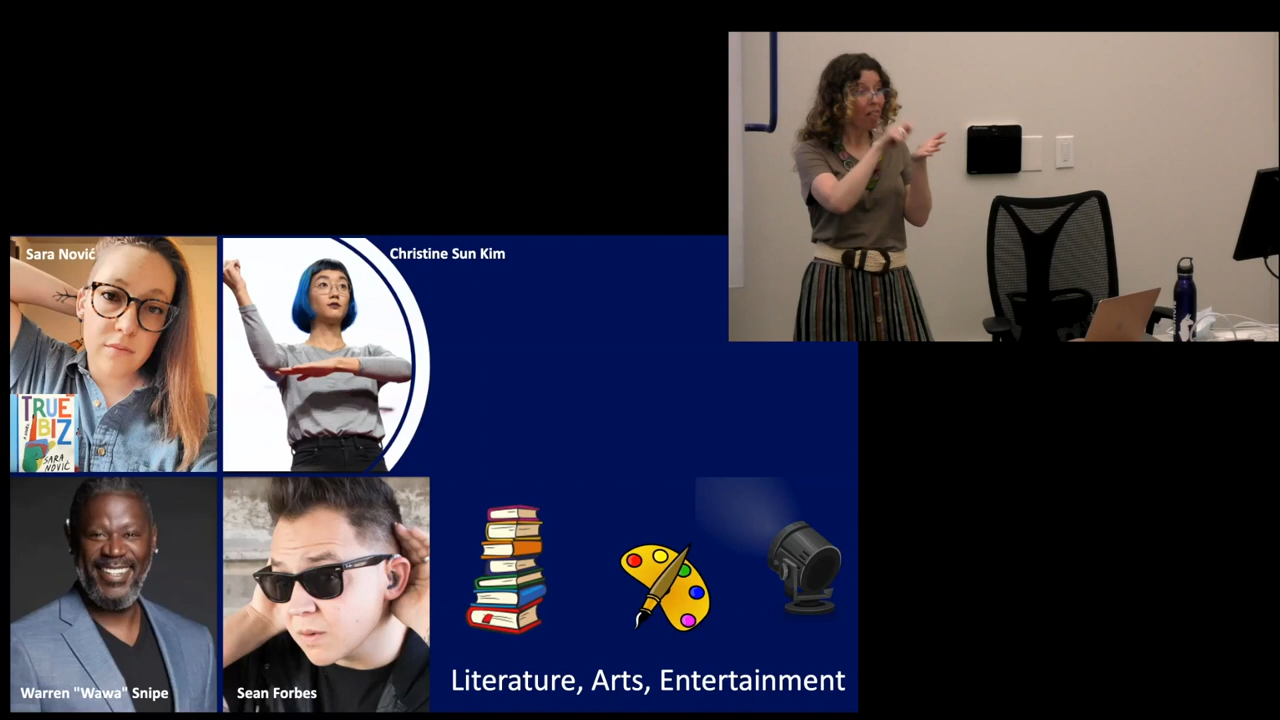 Sara Nović
Christine Sun Kim
TRUE
BIZ
SARA
NOVIĆ
Warren "Wawa" Snipe
Sean Forbes
Literature, Arts, Entertainment